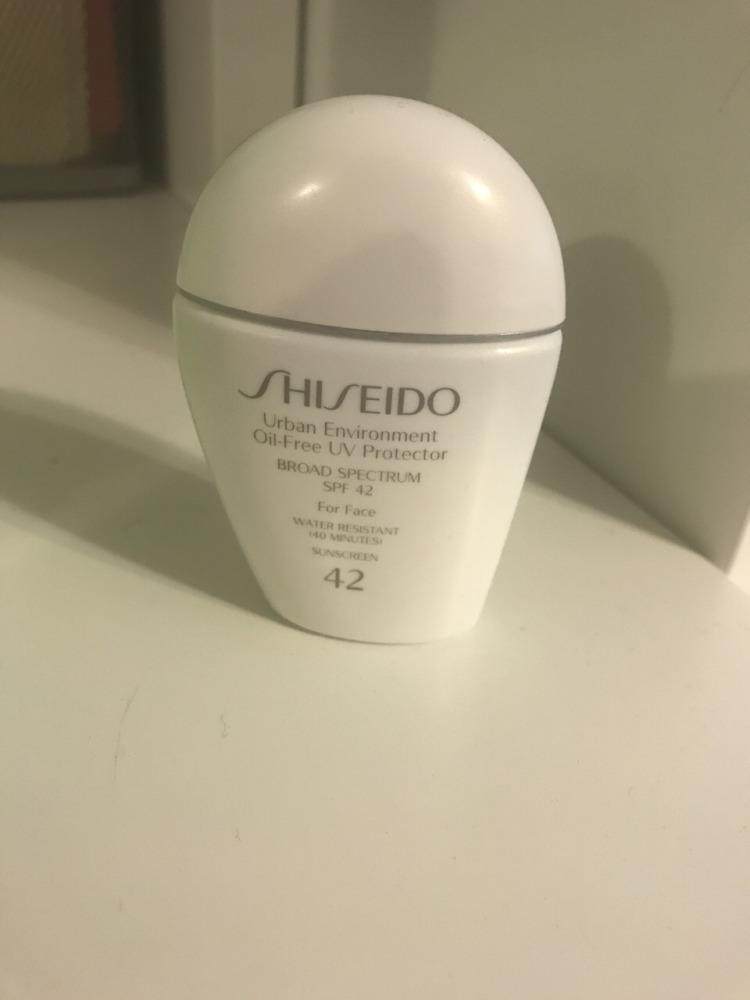 SHISEIDO
Urban Environment
Oil-Free UV Protector
BROAD SPECTRUM
SPF 42
For Face
WATER RESISTANT
(40 MINUTES)
SUNSCREEN
42